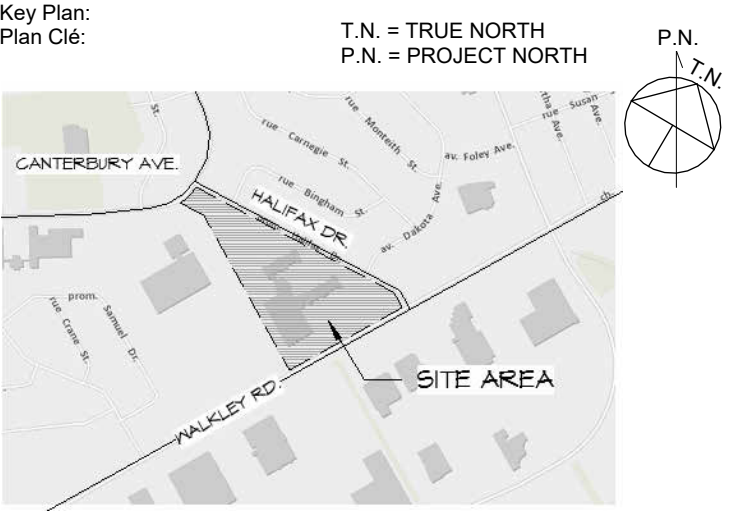 Key Plan:
Plan Clé:
T.N. = TRUE NORTH
P.N. = PROJECT NORTH
P.N.
T.N.
St.
rue Monteith St.
rue Carnegie St.
av. Foley Ave.
rue Susan Ave.
CANTERBURY AVE.
rue Bingham St.
HALIFAX DR.
av. Dakota Ave.
ch.
prom. Samuel Dr.
rue Crane St.
SITE AREA
WALKLEY RD.